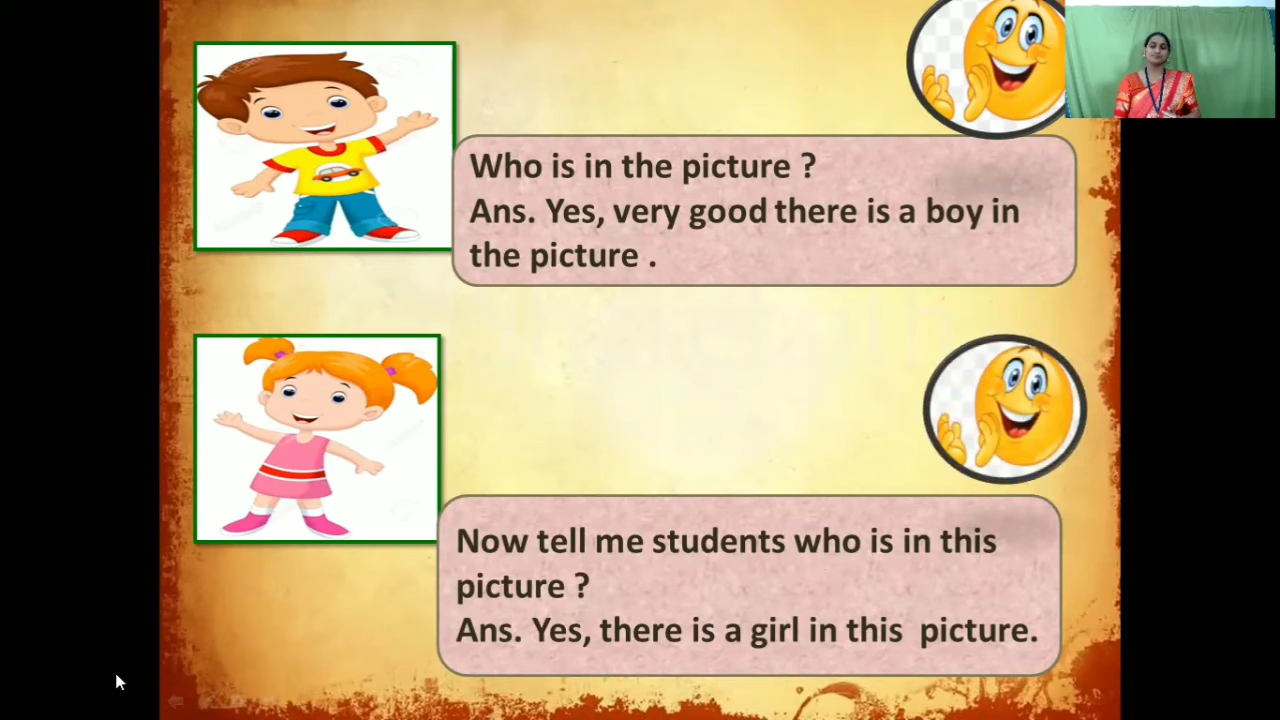 Who is in the picture ?
Ans. Yes, very good there is a boy in
the picture .
Now tell me students who is in this
picture ?
Ans. Yes, there is a girl in this  picture.